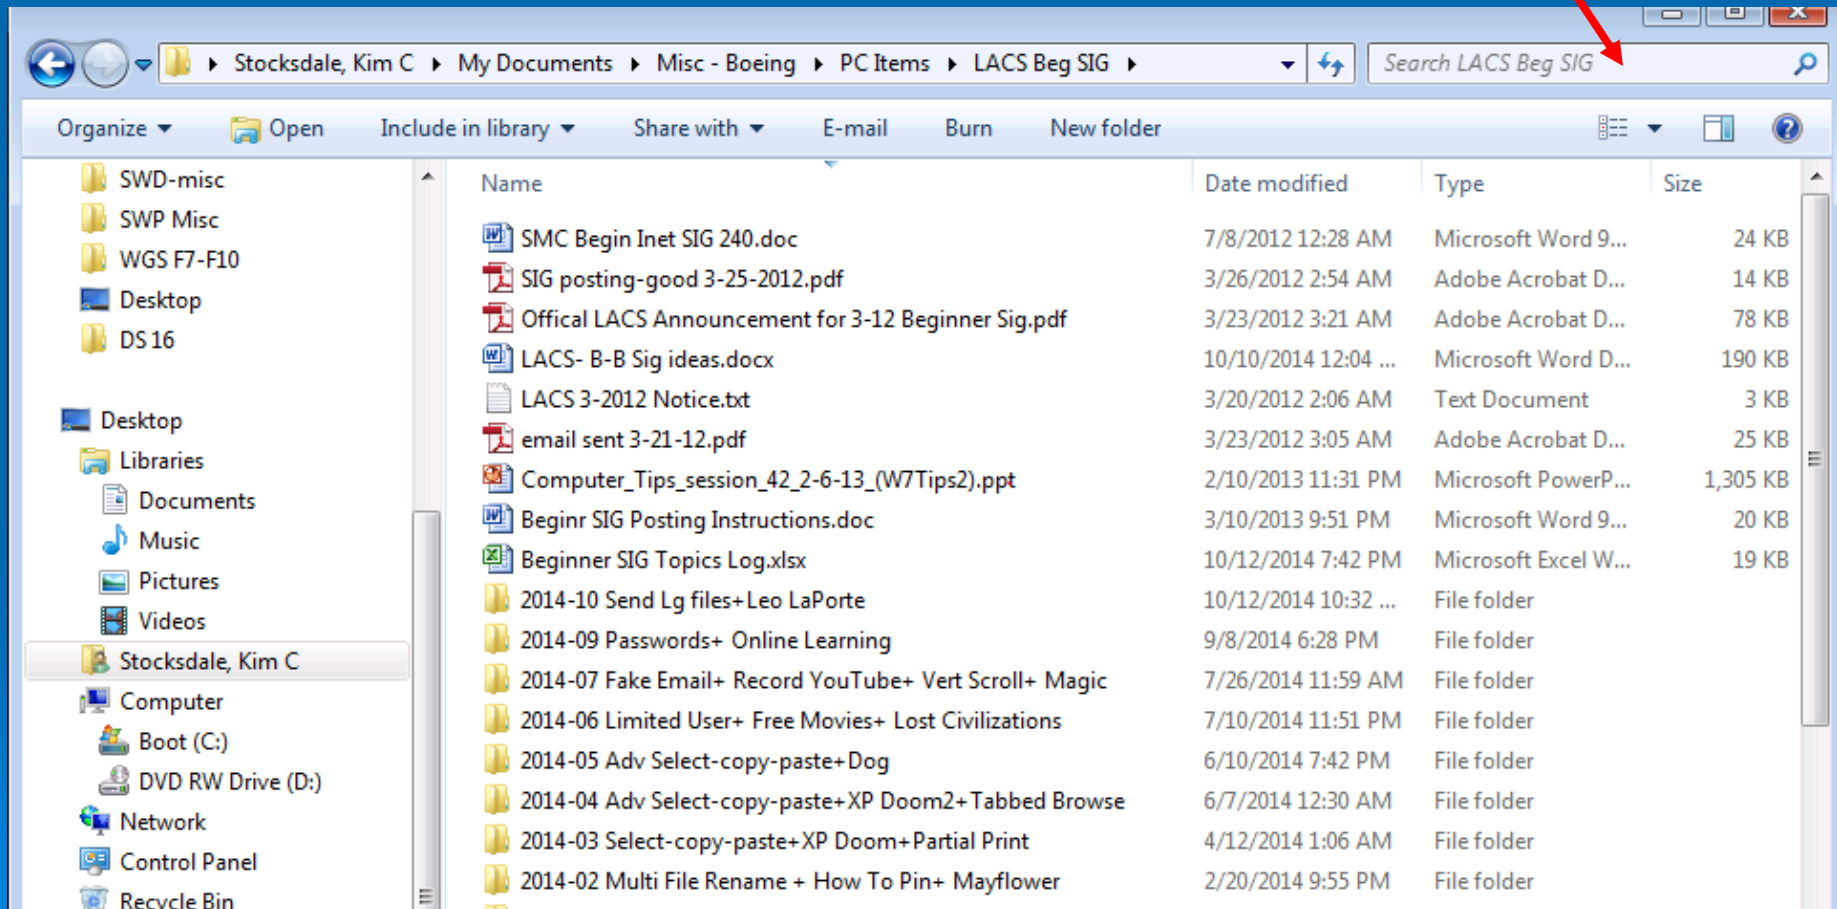 Stocksdale, Kim C ▸ My Documents ▸ Misc - Boeing ▸ PC Items ▸ LACS Beg SIG ▸
Search LACS Beg SIG
Organize Open Include in library Share with E-mail Burn New folder
SWD-misc
SWP Misc
WGS F7-F10
Desktop
DS 16
Desktop
Libraries
Documents
Music
Pictures
Videos
Stocksdale, Kim C
Computer
Boot (C:)
DVD RW Drive (D:)
Network
Control Panel
Recycle Bin
Name Date modified Type Size
SMC Begin Inet SIG 240.doc 7/8/2012 12:28 AM Microsoft Word 9... 24 KB
SIG posting-good 3-25-2012.pdf 3/26/2012 2:54 AM Adobe Acrobat D... 14 KB
Offical LACS Announcement for 3-12 Beginner Sig.pdf 3/23/2012 3:21 AM Adobe Acrobat D... 78 KB
LACS- B-B Sig ideas.docx 10/10/2014 12:04 ... Microsoft Word D... 190 KB
LACS 3-2012 Notice.txt 3/20/2012 2:06 AM Text Document 3 KB
email sent 3-21-12.pdf 3/23/2012 3:05 AM Adobe Acrobat D... 25 KB
Computer_Tips_session_42_2-6-13_(W7Tips2).ppt 2/10/2013 11:31 PM Microsoft PowerP... 1,305 KB
Beginr SIG Posting Instructions.doc 3/10/2013 9:51 PM Microsoft Word 9... 20 KB
Beginner SIG Topics Log.xlsx 10/12/2014 7:42 PM Microsoft Excel W... 19 KB
2014-10 Send Lg files+Leo LaPorte 10/12/2014 10:32 ... File folder
2014-09 Passwords+ Online Learning 9/8/2014 6:28 PM File folder
2014-07 Fake Email+ Record YouTube+ Vert Scroll+ Magic 7/26/2014 11:59 AM File folder
2014-06 Limited User+ Free Movies+ Lost Civilizations 7/10/2014 11:51 PM File folder
2014-05 Adv Select-copy-paste+Dog 6/10/2014 7:42 PM File folder
2014-04 Adv Select-copy-paste+XP Doom2+Tabbed Browse 6/7/2014 12:30 AM File folder
2014-03 Select-copy-paste+XP Doom+Partial Print 4/12/2014 1:06 AM File folder
2014-02 Multi File Rename + How To Pin+ Mayflower 2/20/2014 9:55 PM File folder